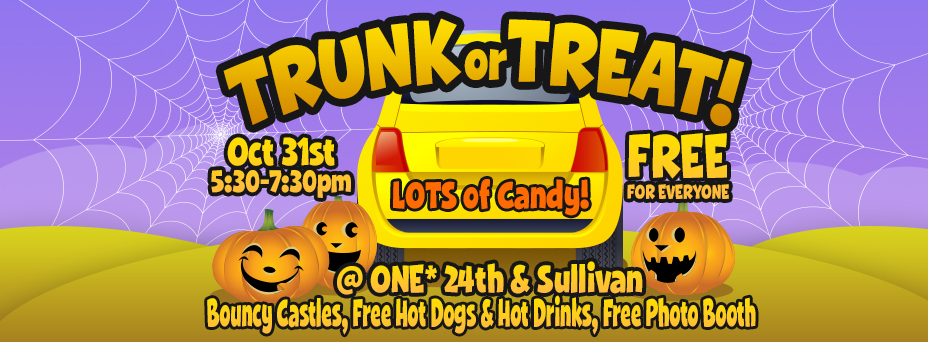 TRUNK or TREAT!
Oct 31st
5:30-7:30pm
FREE
FOR EVERYONE
LOTS of Candy!
@ ONE* 24th & Sullivan
Bouncy Castles, Free Hot Dogs & Hot Drinks, Free Photo Booth